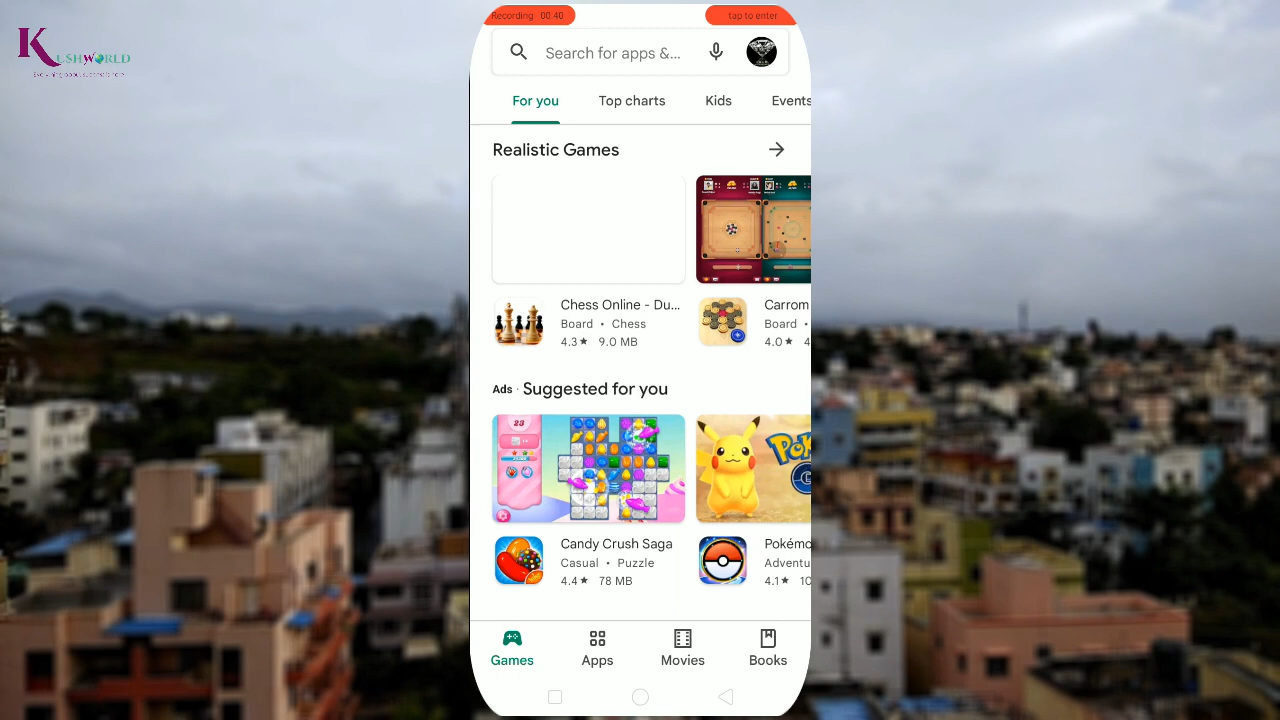 KUSHWORLD
Recording 00:40
tap to enter
Search for apps &...
For you
Top charts
Kids
Events
Realistic Games
Chess Online - Du...
Board • Chess
4.3★ 9.0 MB
Carrom
Board •
4.0★ 4
Ads · Suggested for you
23
Candy Crush Saga
Casual • Puzzle
4.4★ 78 MB
Pokémo
Adventu
4.1★ 10
Games
Apps
Movies
Books